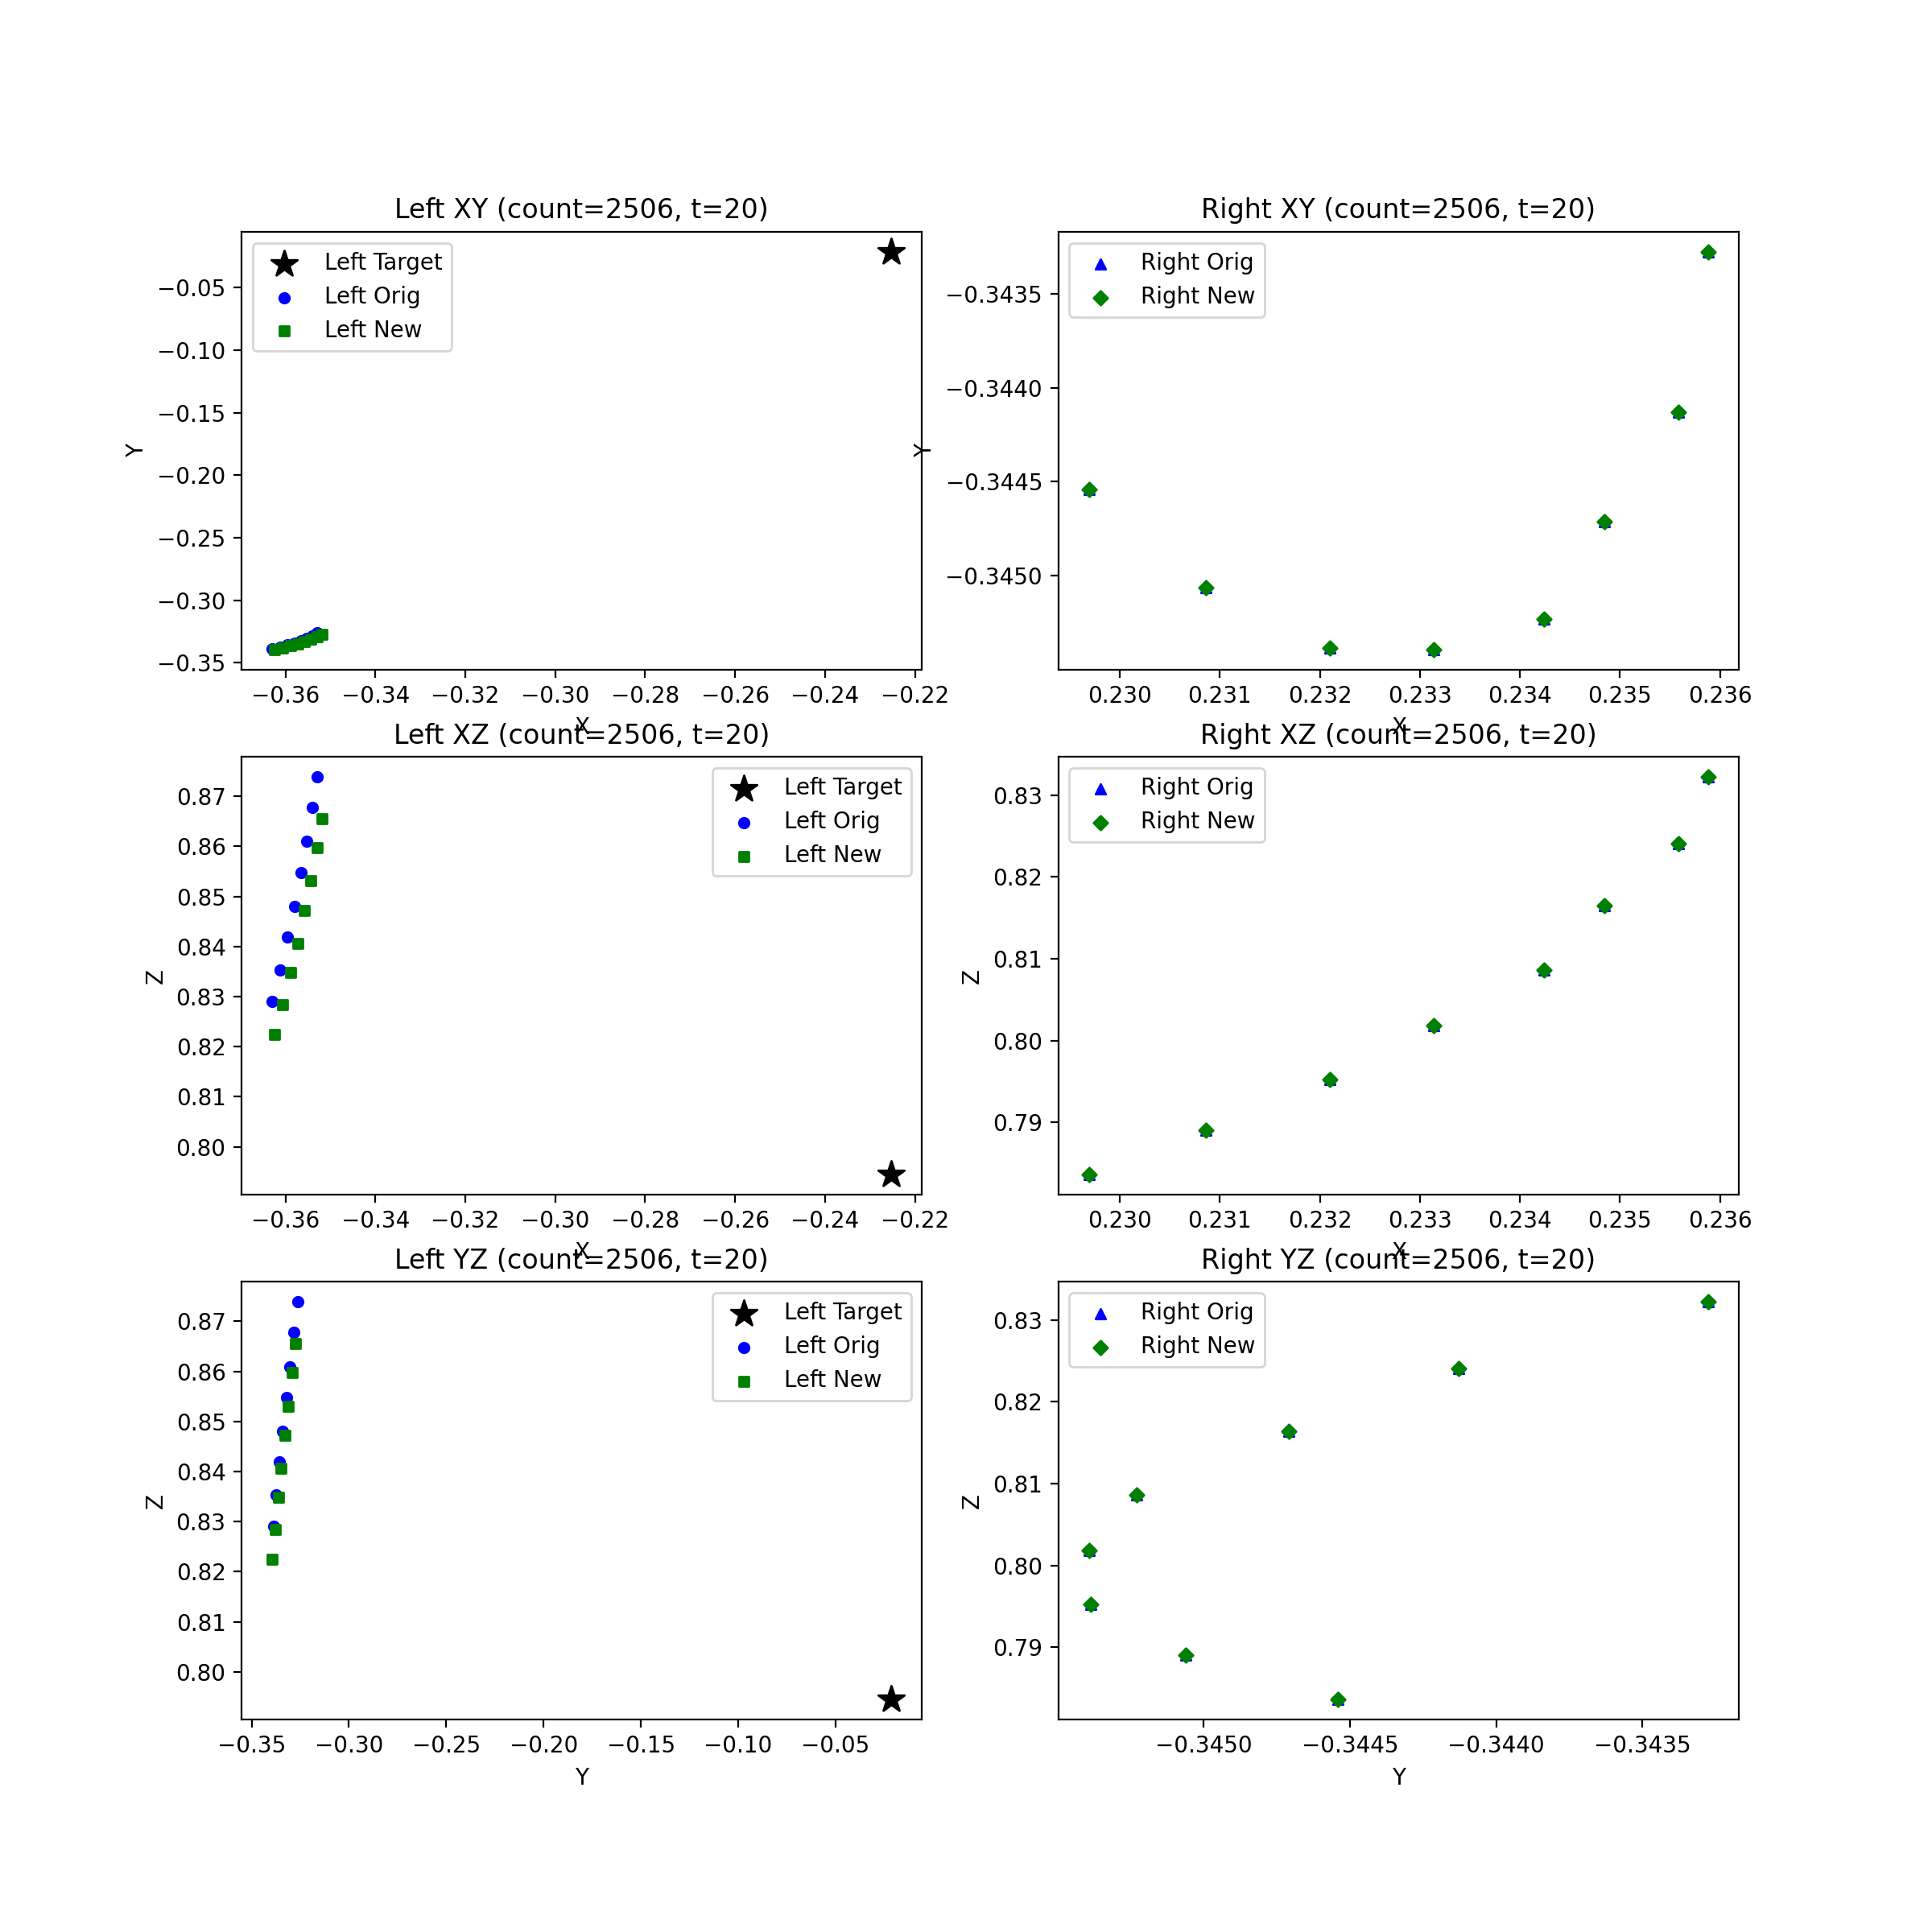 Left XY (count=2506, t=20)
Left Target
Left Orig
Left New
−0.05
−0.10
−0.15
−0.20
−0.25
−0.30
−0.35
Y
−0.36 −0.34 −0.32 −0.30 −0.28 −0.26 −0.24 −0.22
X
Right XY (count=2506, t=20)
Right Orig
Right New
−0.3435
−0.3440
−0.3445
−0.3450
Y
0.230 0.231 0.232 0.233 0.234 0.235 0.236
X
Left XZ (count=2506, t=20)
Left Target
Left Orig
Left New
0.87
0.86
0.85
0.84
0.83
0.82
0.81
0.80
Z
−0.36 −0.34 −0.32 −0.30 −0.28 −0.26 −0.24 −0.22
X
Right XZ (count=2506, t=20)
Right Orig
Right New
0.83
0.82
0.81
0.80
0.79
Z
0.230 0.231 0.232 0.233 0.234 0.235 0.236
X
Left YZ (count=2506, t=20)
Left Target
Left Orig
Left New
0.87
0.86
0.85
0.84
0.83
0.82
0.81
0.80
Z
−0.35 −0.30 −0.25 −0.20 −0.15 −0.10 −0.05
Y
Right YZ (count=2506, t=20)
Right Orig
Right New
0.83
0.82
0.81
0.80
0.79
Z
−0.3450 −0.3445 −0.3440 −0.3435
Y